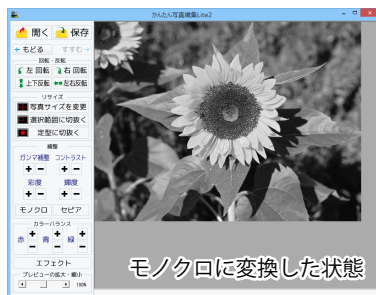 かんたん写真編集Lite2
開く 保存
もどる すすむ
回転・反転
左 回転 右 回転
上下反転 左右反転
リサイズ
写真サイズを変更
選択範囲に切抜く
定型に切抜く
補整
ガンマ補整 コントラスト
+ - + -
彩度 輝度
+ - + -
モノクロ セピア
カラーバランス
赤 + - 青 + - 緑 + -
エフェクト
プレビューの拡大・縮小
100%
モノクロに変換した状態